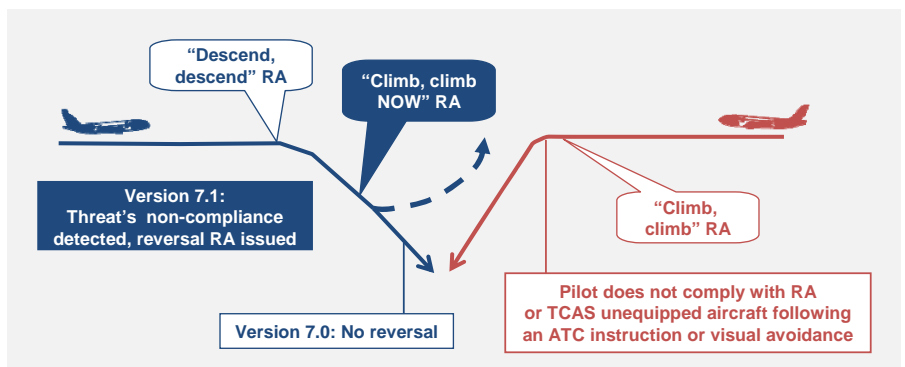 “Descend,
descend” RA
“Climb, climb
NOW” RA
Version 7.1:
Threat’s non-compliance
detected, reversal RA issued
“Climb,
climb” RA
Version 7.0: No reversal
Pilot does not comply with RA
or TCAS unequipped aircraft following
an ATC instruction or visual avoidance